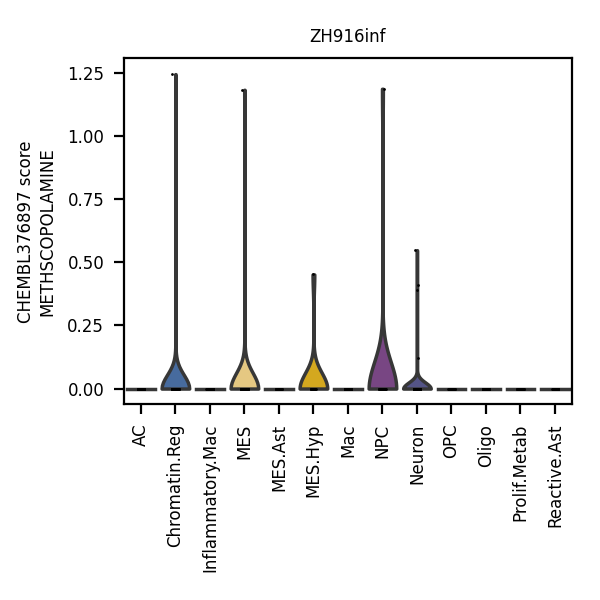 ZH916inf
CHEMBL376897 score
METHSCOPOLAMINE
1.25
1.00
0.75
0.50
0.25
0.00
AC
Chromatin.Reg
Inflammatory.Mac
MES
MES.Ast
MES.Hyp
Mac
NPC
Neuron
OPC
Oligo
Prolif.Metab
Reactive.Ast